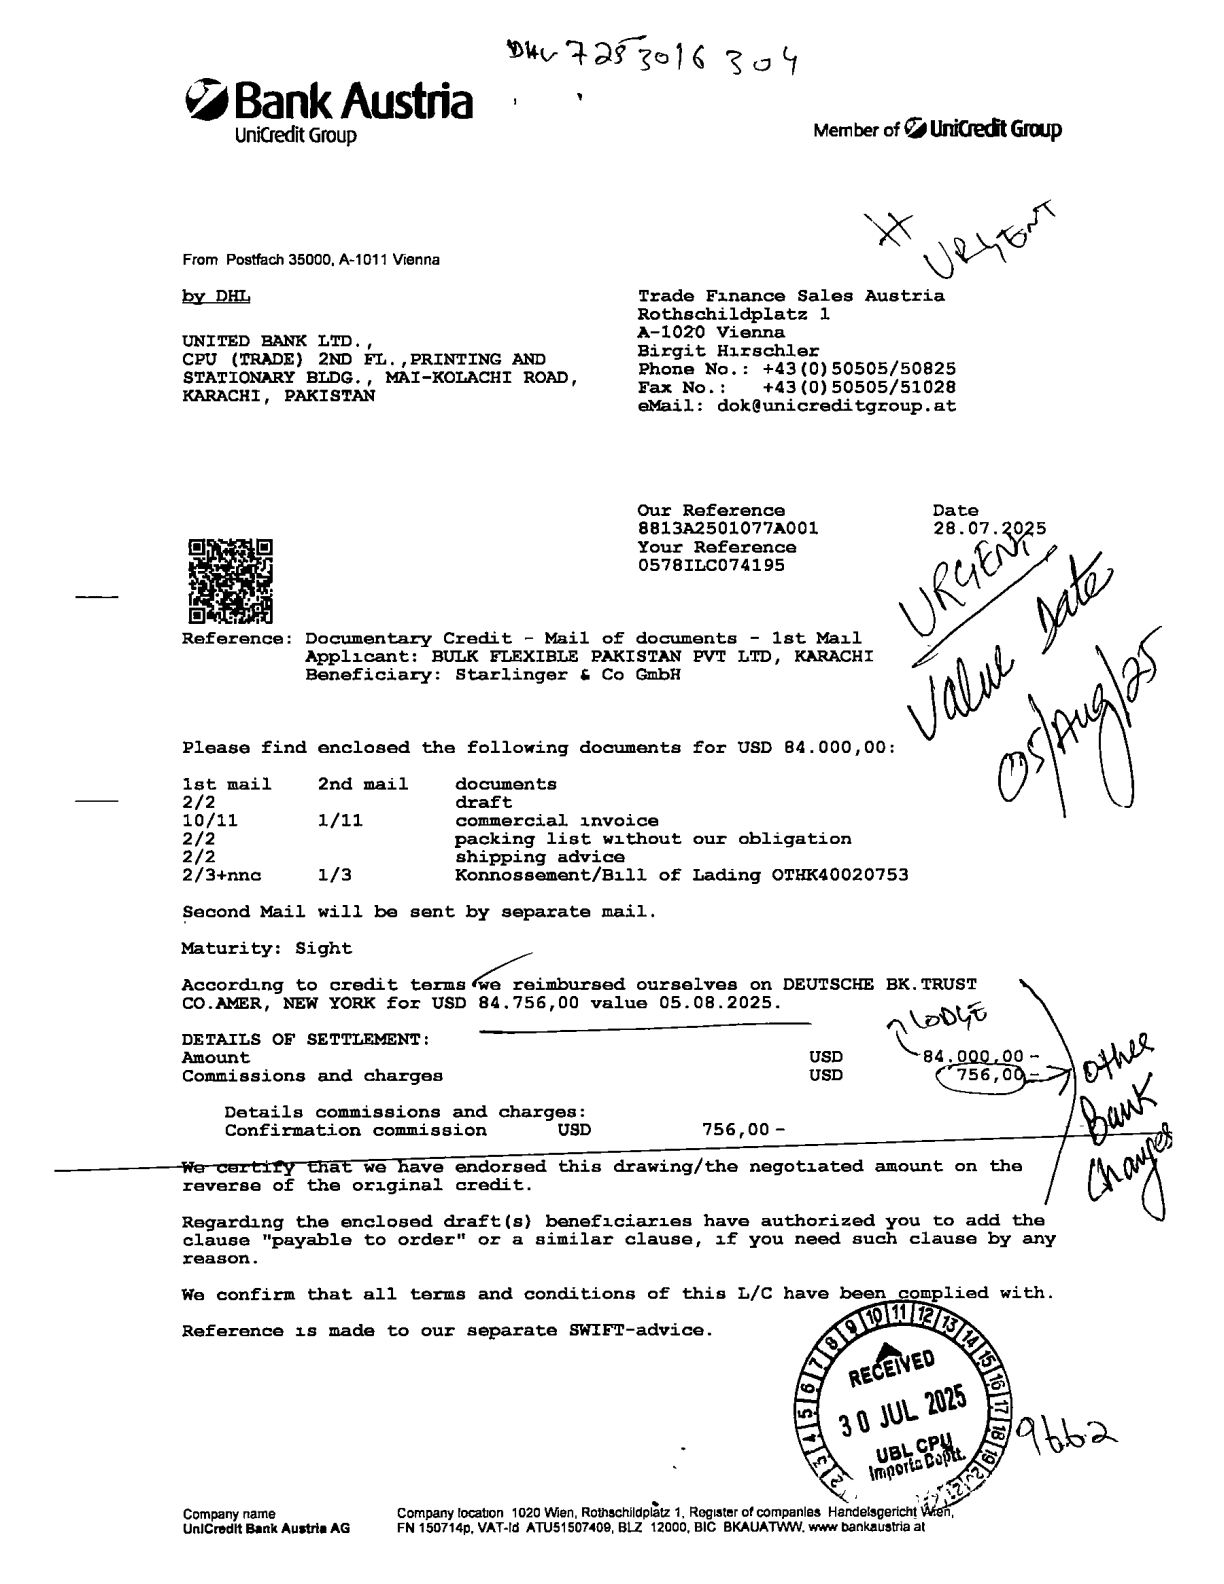 DHL 7253016304
Bank Austria
UniCredit Group
Member of UniCredit Group
URGENT
From Postfach 35000, A-1011 Vienna
by DHL
UNITED BANK LTD.,
CPU (TRADE) 2ND FL.,PRINTING AND
STATIONARY BLDG., MAI-KOLACHI ROAD,
KARACHI, PAKISTAN
Trade Finance Sales Austria
Rothschildplatz 1
A-1020 Vienna
Birgit Hirschler
Phone No.: +43(0)50505/50825
Fax No.: +43(0)50505/51028
eMail: dok@unicreditgroup.at
Our Reference Date
8813A2501077A001 28.07.2025
Your Reference
0578ILC074195
URGENT
Value Date
05/Aug/25
Reference: Documentary Credit - Mail of documents - 1st Mail
Applicant: BULK FLEXIBLE PAKISTAN PVT LTD, KARACHI
Beneficiary: Starlinger & Co GmbH
Please find enclosed the following documents for USD 84.000,00:
1st mail 2nd mail documents
2/2 draft
10/11 1/11 commercial invoice
2/2 packing list without our obligation
2/2 shipping advice
2/3+nnc 1/3 Konnossement/Bill of Lading OTHK40020753
Second Mail will be sent by separate mail.
Maturity: Sight
According to credit terms we reimbursed ourselves on DEUTSCHE BK.TRUST
CO.AMER, NEW YORK for USD 84.756,00 value 05.08.2025.
LODGE
DETAILS OF SETTLEMENT:
Amount USD 84.000,00-
Commissions and charges USD 756,00-
Other
Bank
Charges
Details commissions and charges:
Confirmation commission USD 756,00-
We certify that we have endorsed this drawing/the negotiated amount on the
reverse of the original credit.
Regarding the enclosed draft(s) beneficiaries have authorized you to add the
clause "payable to order" or a similar clause, if you need such clause by any
reason.
We confirm that all terms and conditions of this L/C have been complied with.
Reference is made to our separate SWIFT-advice.
2 3 4 5 6 7 8 9 10 11 12 13 14 15 16 17 18 19
RECEIVED
30 JUL 2025
UBL CPU
Imports Deptt.
9662
Company name
UniCredit Bank Austria AG
Company location 1020 Wien, Rothschildplatz 1, Register of companies Handelsgericht Wien,
FN 150714p, VAT-Id ATU51507409, BLZ 12000, BIC BKAUATWW, www bankaustria at